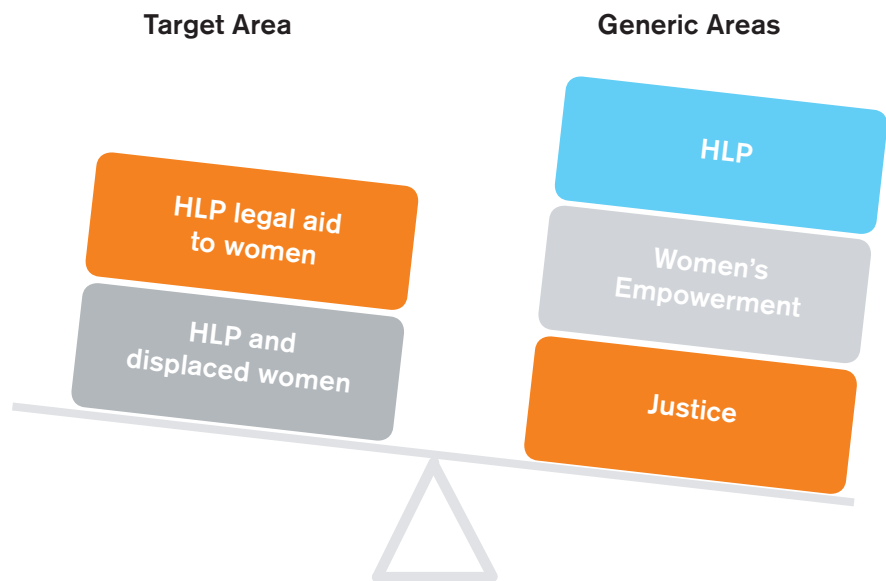 Target Area
Generic Areas
HLP legal aid
to women
HLP and
displaced women
HLP
Women’s
Empowerment
Justice